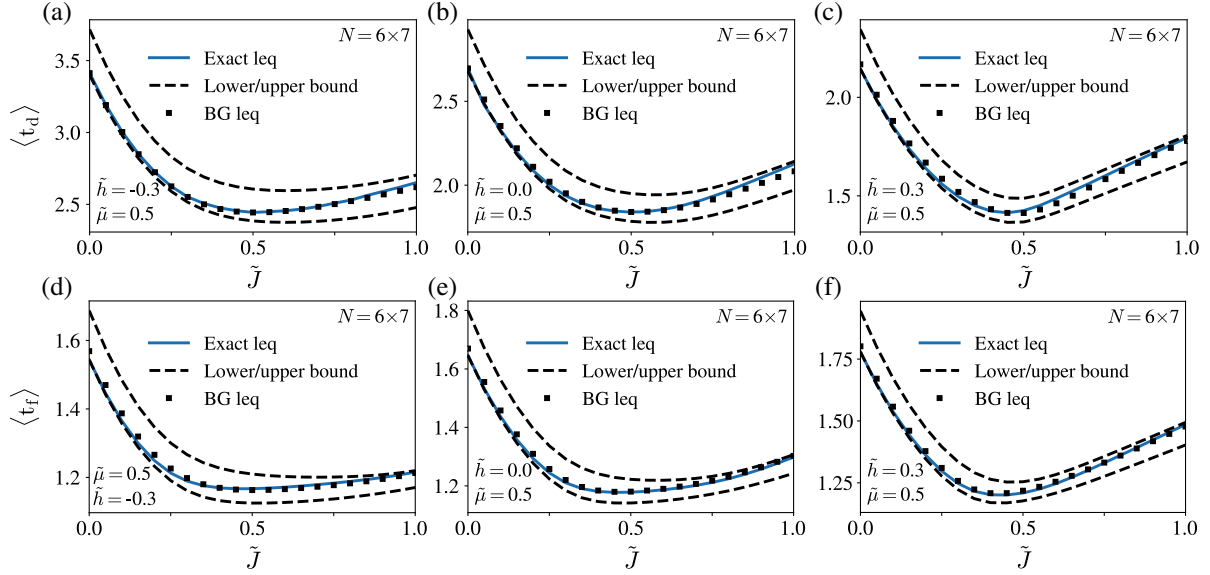 (a)
N = 6×7
Exact leq
Lower/upper bound
BG leq
h̃ = -0.3
μ̃ = 0.5
⟨t_d⟩
3.5
3.0
2.5
0.0
0.5
1.0
J̃
(b)
N = 6×7
Exact leq
Lower/upper bound
BG leq
h̃ = 0.0
μ̃ = 0.5
2.5
2.0
0.0
0.5
1.0
J̃
(c)
N = 6×7
Exact leq
Lower/upper bound
BG leq
h̃ = 0.3
μ̃ = 0.5
2.0
1.5
0.0
0.5
1.0
J̃
(d)
N = 6×7
Exact leq
Lower/upper bound
BG leq
μ̃ = 0.5
h̃ = -0.3
⟨t_f⟩
1.6
1.4
1.2
0.0
0.5
1.0
J̃
(e)
N = 6×7
Exact leq
Lower/upper bound
BG leq
h̃ = 0.0
μ̃ = 0.5
1.8
1.6
1.4
1.2
0.0
0.5
1.0
J̃
(f)
N = 6×7
Exact leq
Lower/upper bound
BG leq
h̃ = 0.3
μ̃ = 0.5
1.75
1.50
1.25
0.0
0.5
1.0
J̃